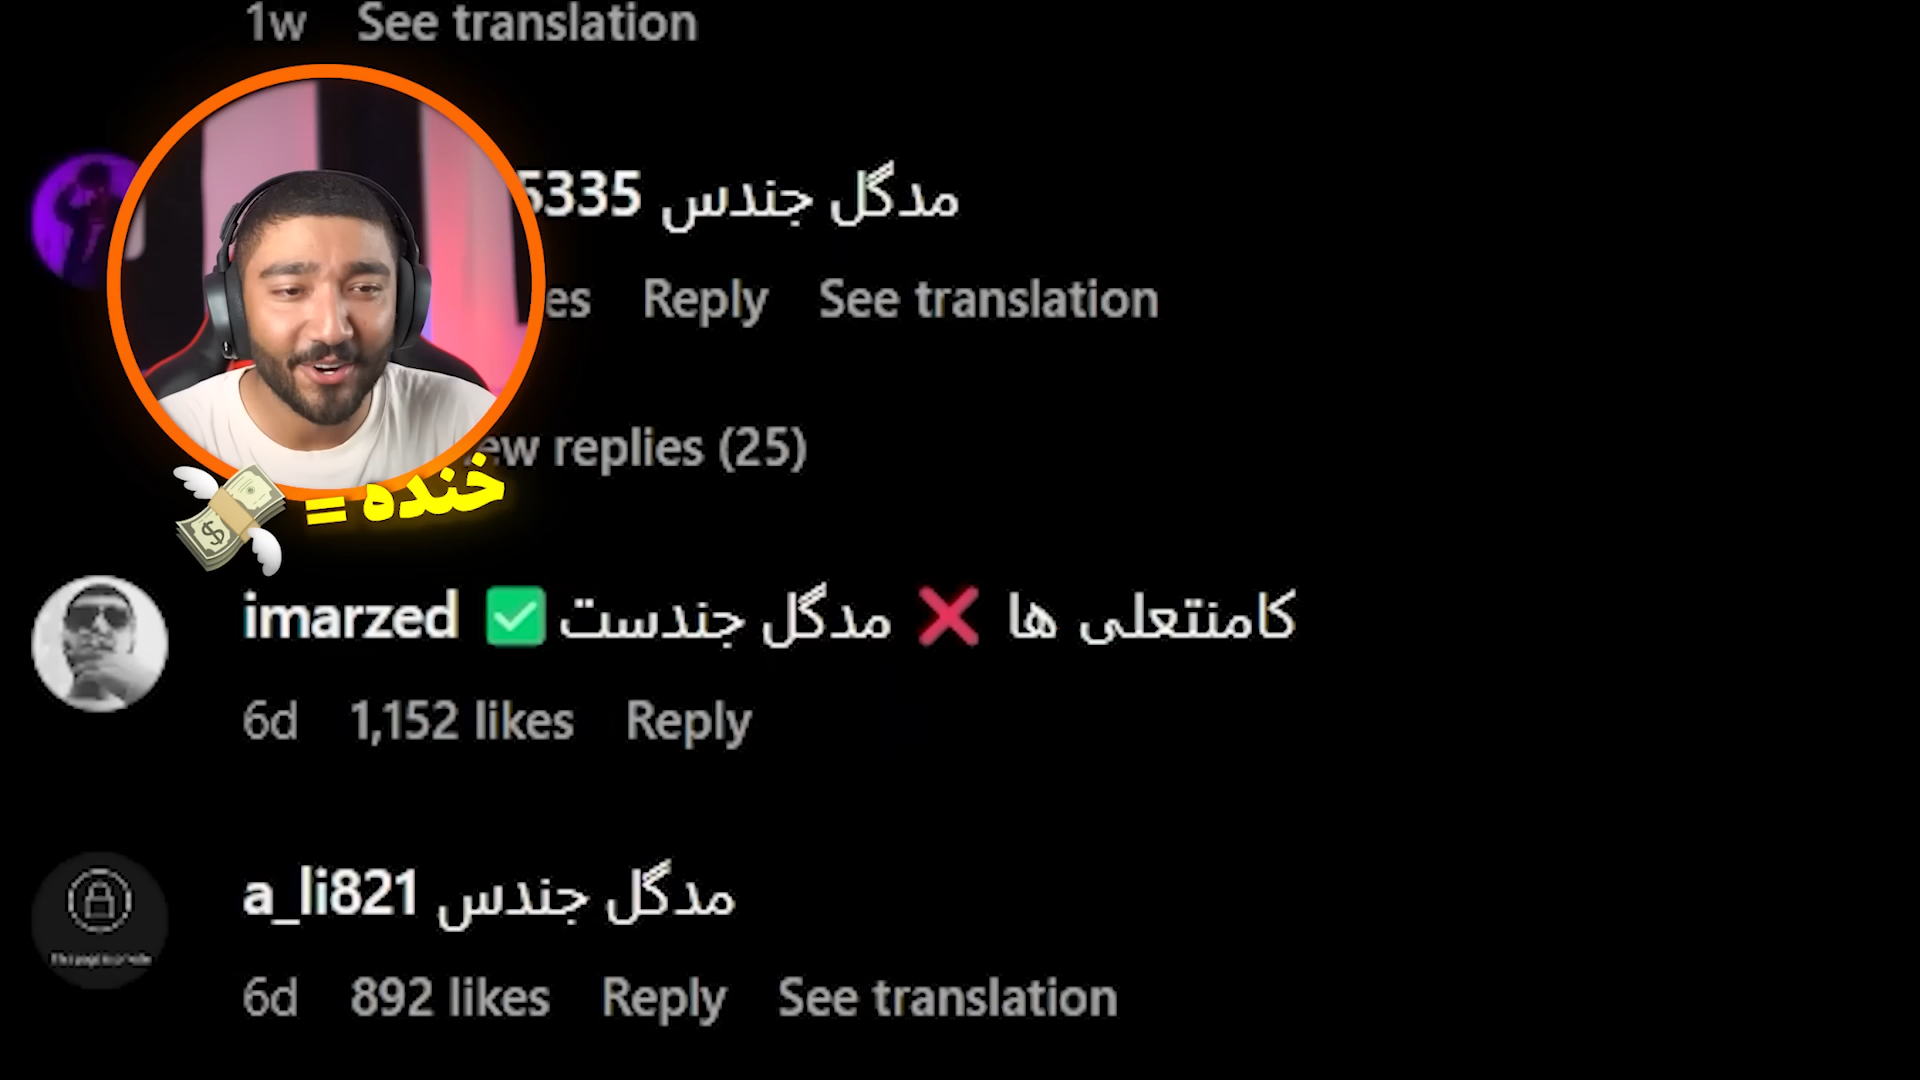 1w See translation
5335 مدگل جندس
es Reply See translation
ew replies (25)
خنده =
imarzed ✅ کامنتعلی ها ❌ مدگل جندست
6d 1,152 likes Reply
a_li821 مدگل جندس
6d 892 likes Reply See translation